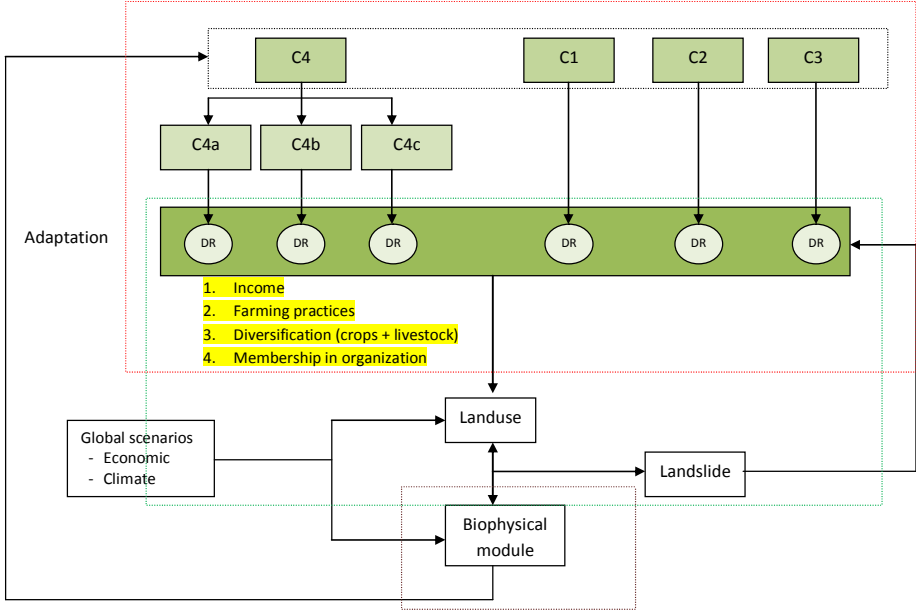 C4
C1
C2
C3
C4a
C4b
C4c
Adaptation
DR
DR
DR
DR
DR
DR
1. Income
2. Farming practices
3. Diversification (crops + livestock)
4. Membership in organization
Landuse
Global scenarios
- Economic
- Climate
Landslide
Biophysical
module